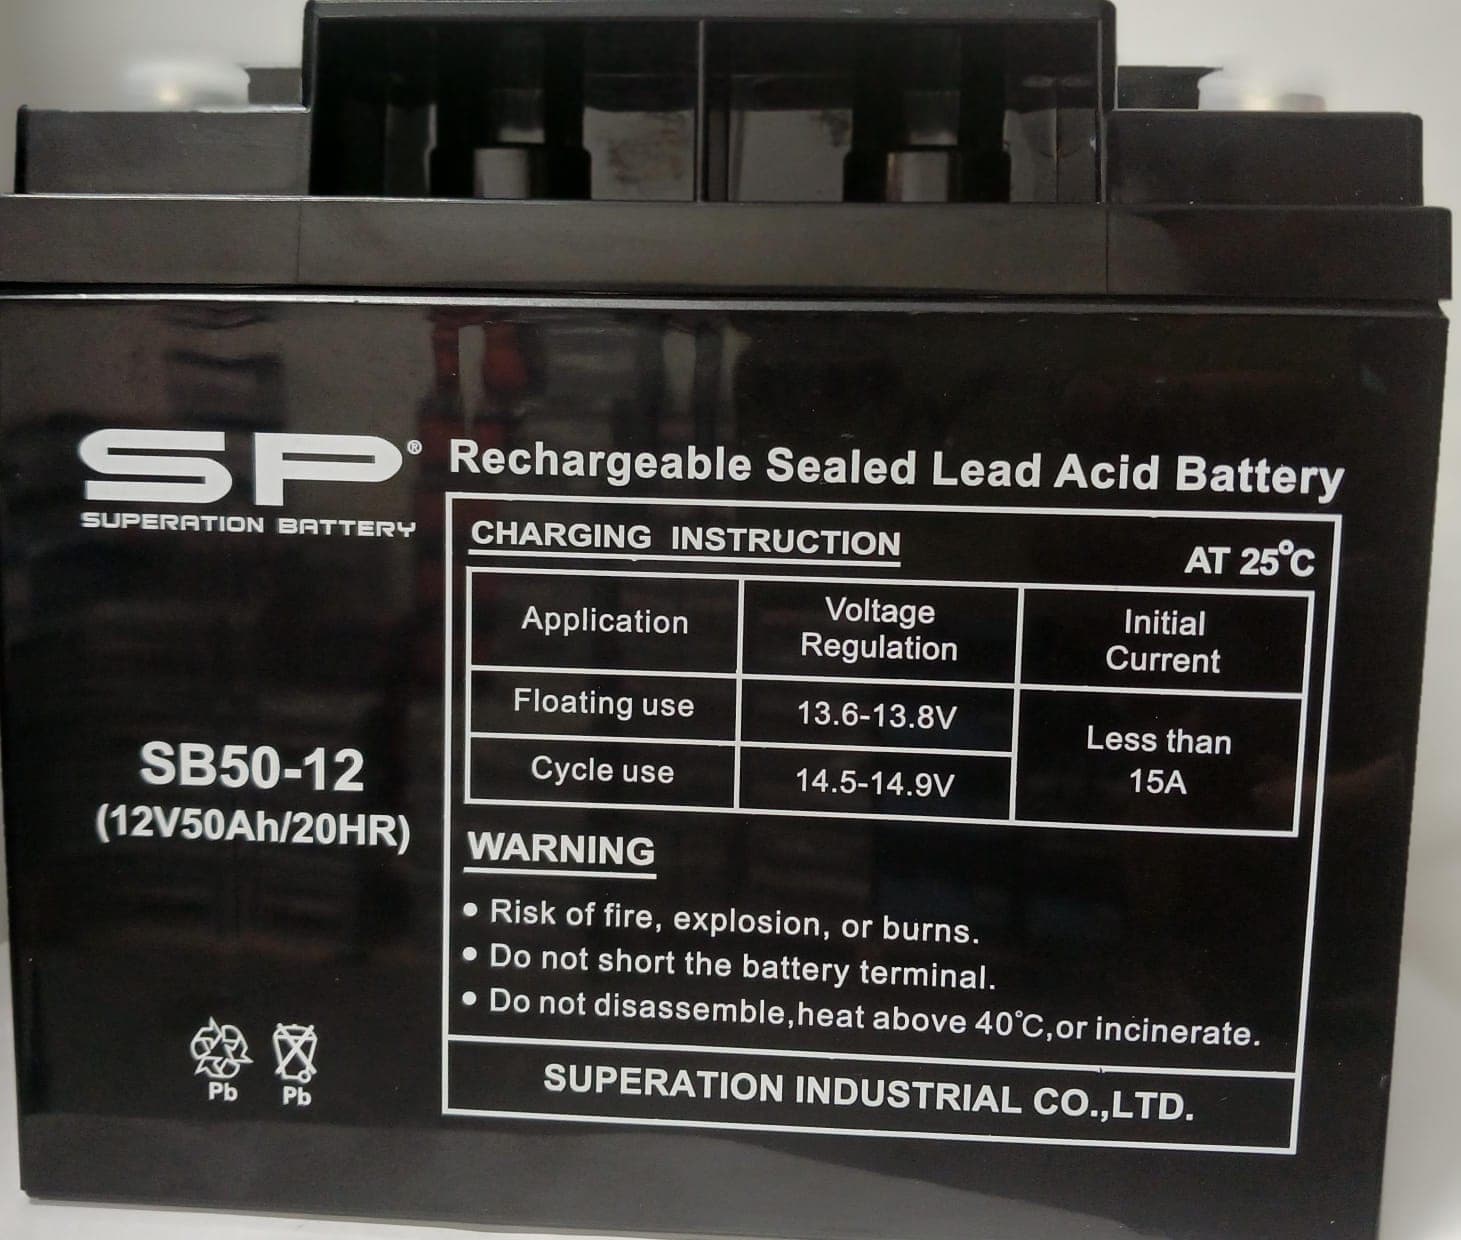 SP®
SUPERATION BATTERY
Rechargeable Sealed Lead Acid Battery
CHARGING INSTRUCTION
AT 25°C
Application Voltage Regulation Initial Current
Floating use 13.6-13.8V Less than 15A
Cycle use 14.5-14.9V
SB50-12
(12V50Ah/20HR)
WARNING
• Risk of fire, explosion, or burns.
• Do not short the battery terminal.
• Do not disassemble,heat above 40°C,or incinerate.
Pb Pb
SUPERATION INDUSTRIAL CO.,LTD.